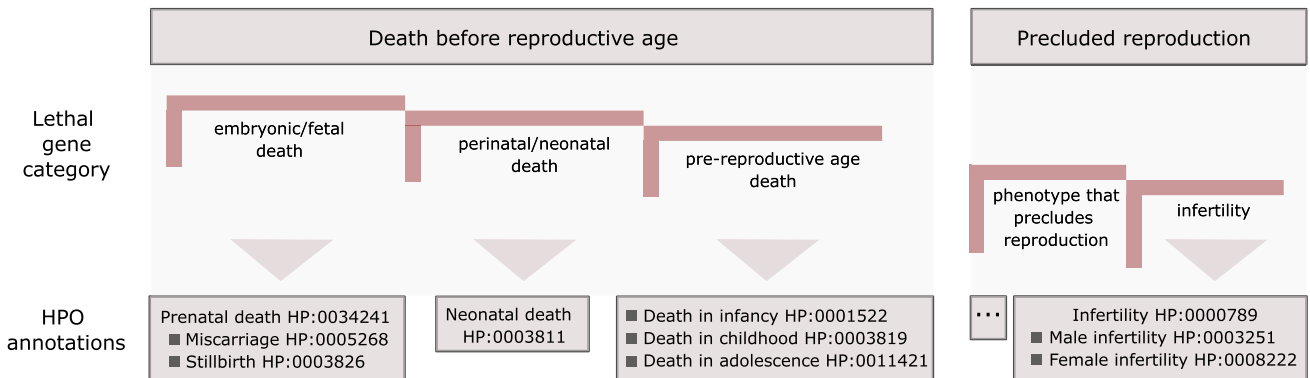 Death before reproductive age
Precluded reproduction
Lethal
gene
category
embryonic/fetal
death
perinatal/neonatal
death
pre-reproductive age
death
phenotype that
precludes
reproduction
infertility
HPO
annotations
Prenatal death HP:0034241
Miscarriage HP:0005268
Stillbirth HP:0003826
Neonatal death
HP:0003811
Death in infancy HP:0001522
Death in childhood HP:0003819
Death in adolescence HP:0011421
...
Infertility HP:0000789
Male infertility HP:0003251
Female infertility HP:0008222